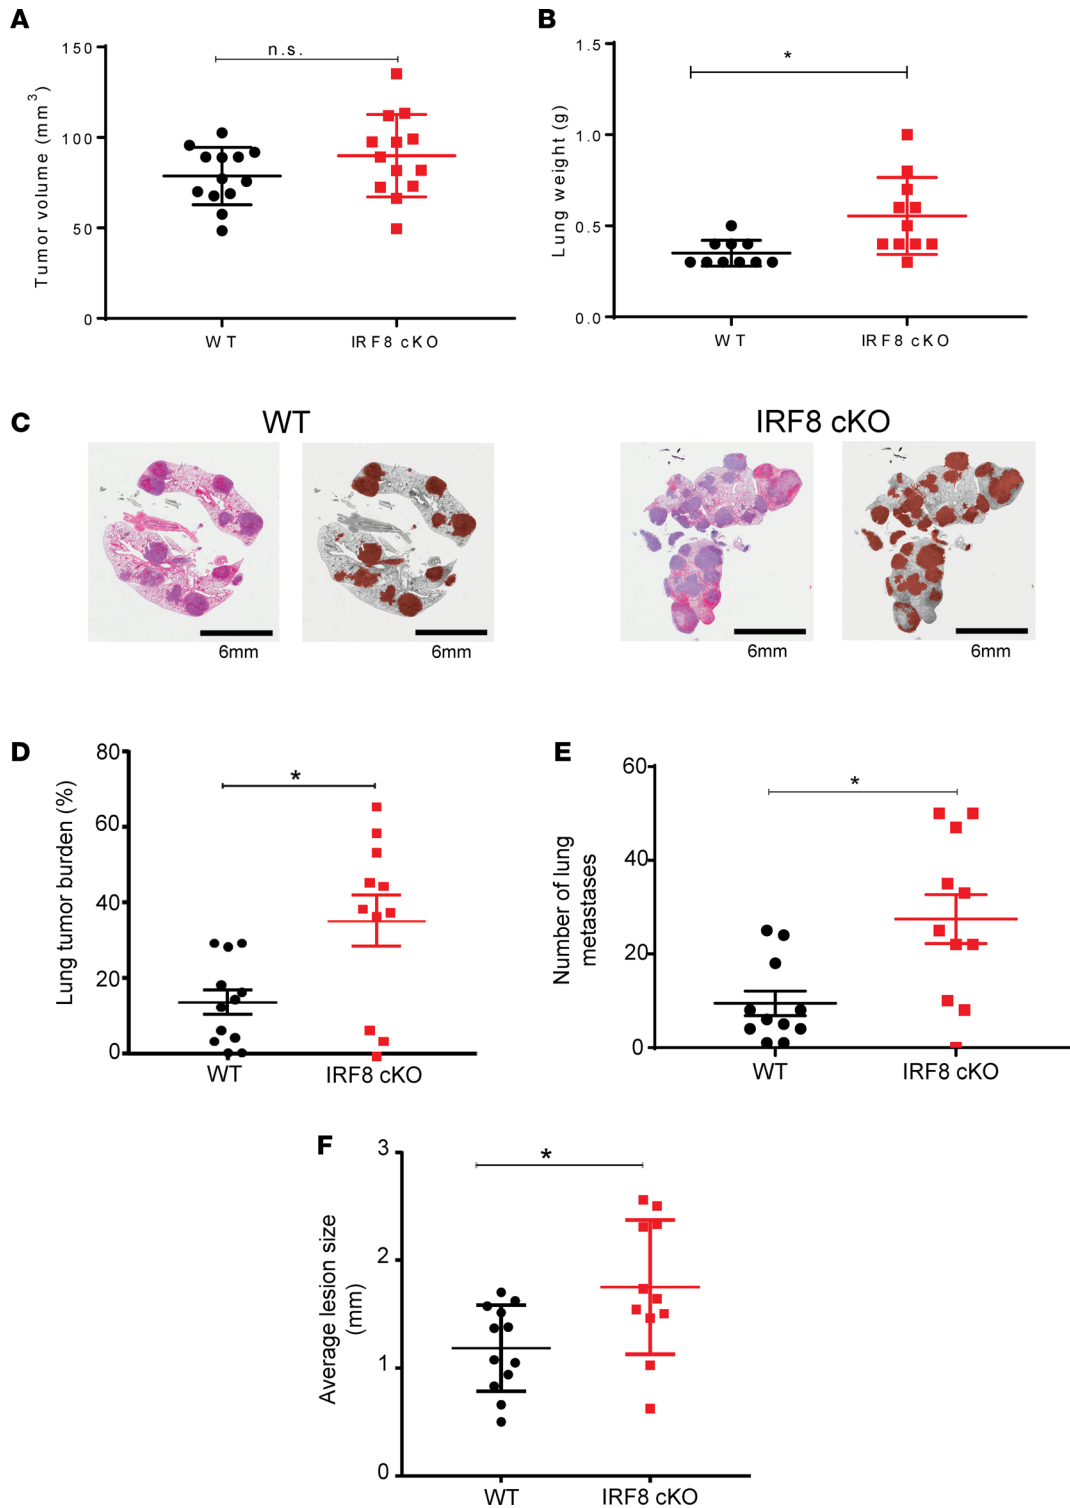 A
150
100
50
0
Tumor volume (mm3)
n.s.
WT
IRF8 cKO
B
1.5
1.0
0.5
0.0
Lung weight (g)
*
WT
IRF8 cKO
C
WT
IRF8 cKO
6mm
6mm
6mm
6mm
D
80
60
40
20
0
Lung tumor burden (%)
*
WT
IRF8 cKO
E
60
40
20
0
Number of lung
metastases
*
WT
IRF8 cKO
F
3
2
1
0
Average lesion size
(mm)
*
WT
IRF8 cKO